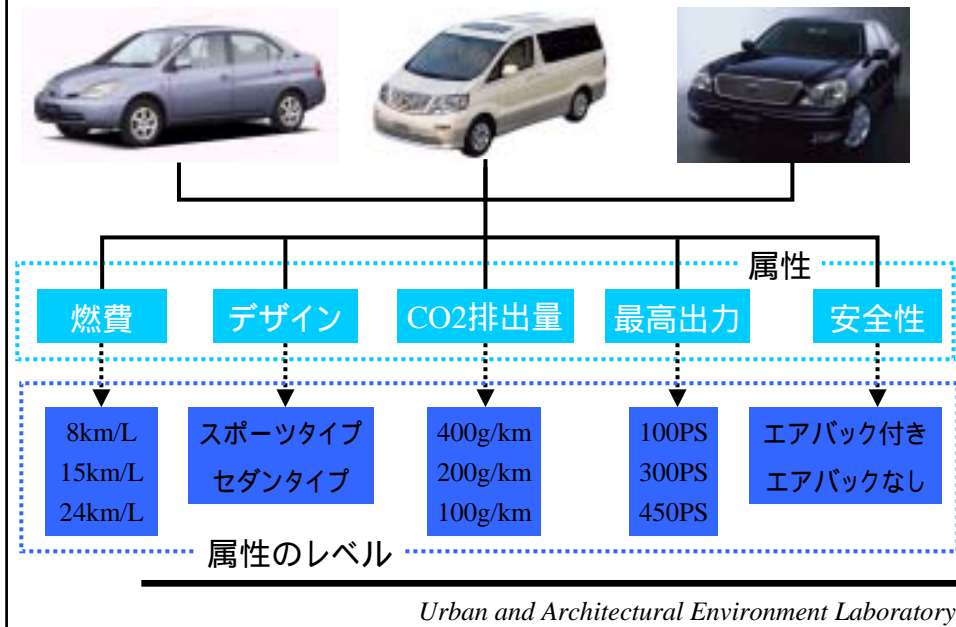 属性
燃費
デザイン
CO2排出量
最高出力
安全性
8km/L
15km/L
24km/L
スポーツタイプ
セダンタイプ
400g/km
200g/km
100g/km
100PS
300PS
450PS
エアバック付き
エアバックなし
属性のレベル
Urban and Architectural Environment Laboratory